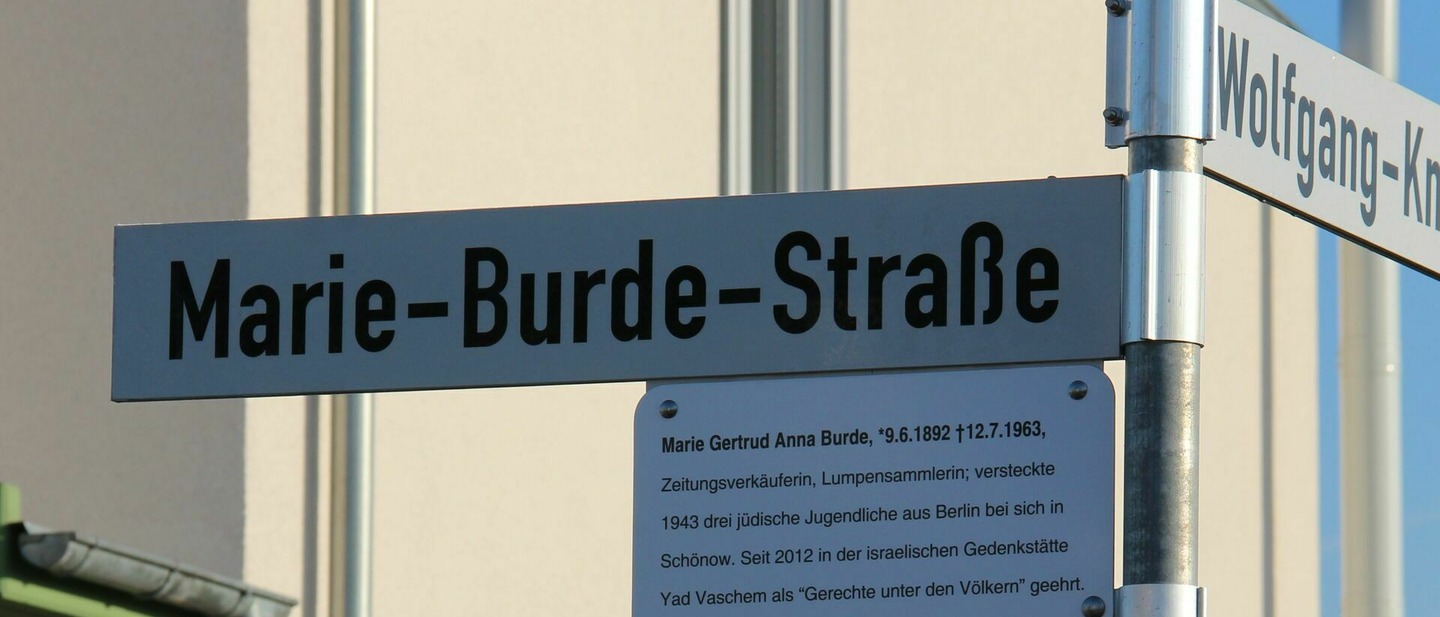 Marie-Burde-Straße
Wolfgang-Kn
Marie Gertrud Anna Burde, *9.6.1892 †12.7.1963,
Zeitungsverkäuferin, Lumpensammlerin; versteckte
1943 drei jüdische Jugendliche aus Berlin bei sich in
Schönow. Seit 2012 in der israelischen Gedenkstätte
Yad Vaschem als “Gerechte unter den Völkern” geehrt.